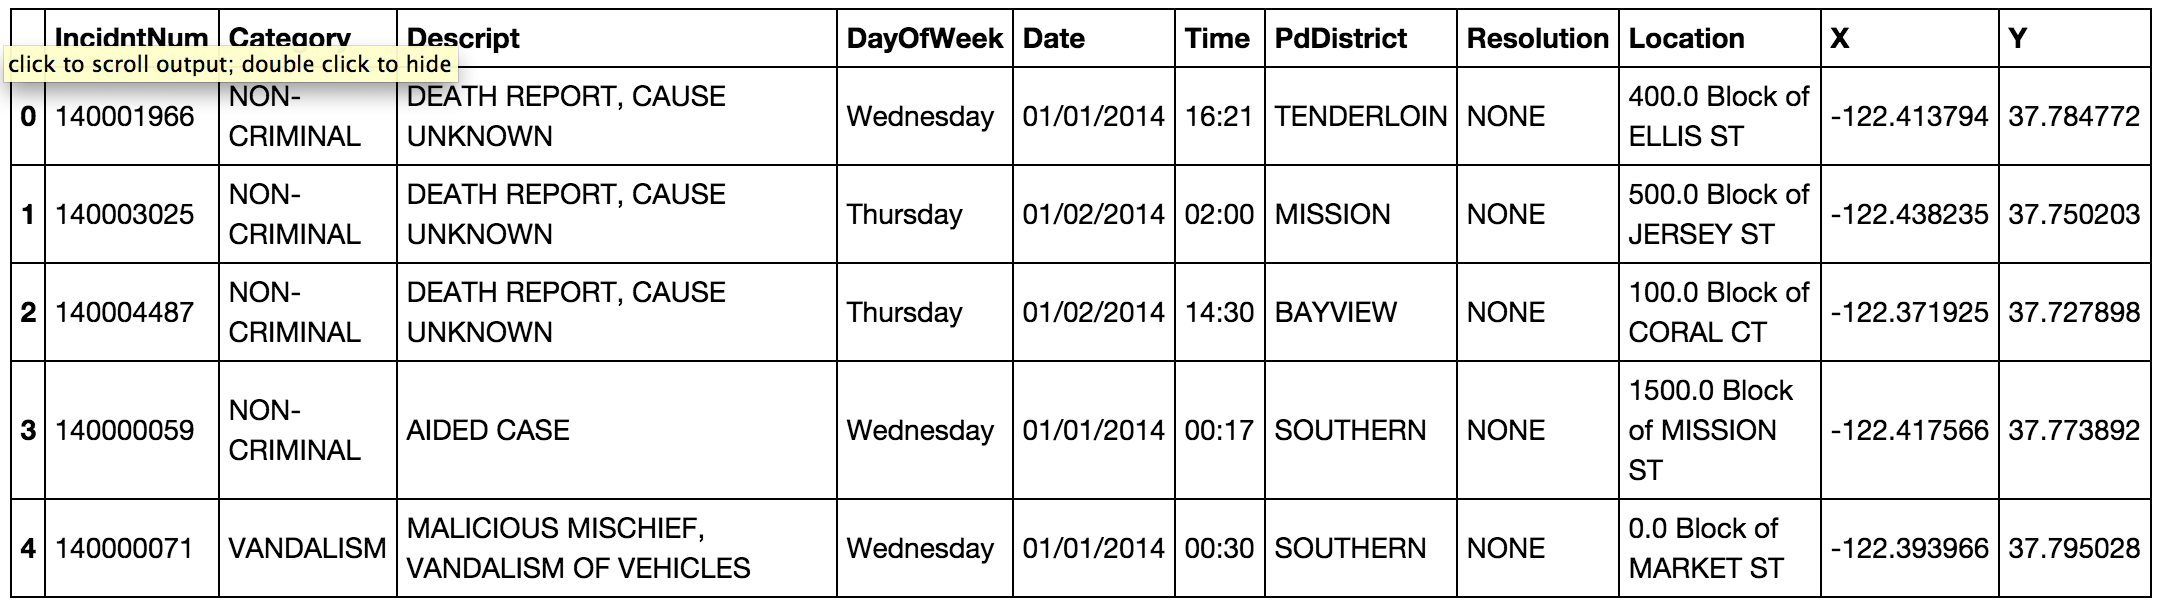 IncidntNum Category Descript DayOfWeek Date Time PdDistrict Resolution Location X Y
click to scroll output; double click to hide
0 140001966 NON-CRIMINAL DEATH REPORT, CAUSE UNKNOWN Wednesday 01/01/2014 16:21 TENDERLOIN NONE 400.0 Block of ELLIS ST -122.413794 37.784772
1 140003025 NON-CRIMINAL DEATH REPORT, CAUSE UNKNOWN Thursday 01/02/2014 02:00 MISSION NONE 500.0 Block of JERSEY ST -122.438235 37.750203
2 140004487 NON-CRIMINAL DEATH REPORT, CAUSE UNKNOWN Thursday 01/02/2014 14:30 BAYVIEW NONE 100.0 Block of CORAL CT -122.371925 37.727898
3 140000059 NON-CRIMINAL AIDED CASE Wednesday 01/01/2014 00:17 SOUTHERN NONE 1500.0 Block of MISSION ST -122.417566 37.773892
4 140000071 VANDALISM MALICIOUS MISCHIEF, VANDALISM OF VEHICLES Wednesday 01/01/2014 00:30 SOUTHERN NONE 0.0 Block of MARKET ST -122.393966 37.795028